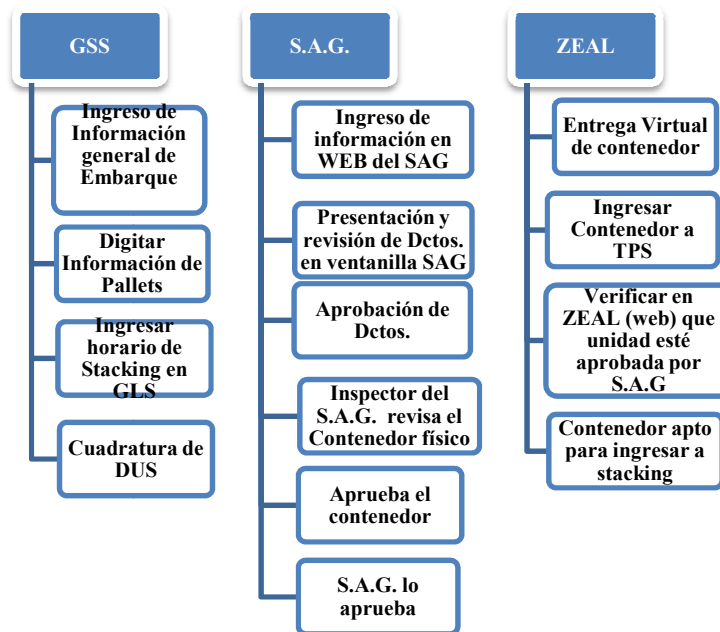 GSS
Ingreso de
Información
general de
Embarque
Digitar
Información de
Pallets
Ingresar
horario de
Stacking en
GLS
Cuadratura de
DUS
S.A.G.
Ingreso de
información en
WEB del SAG
Presentación y
revisión de Dctos.
en ventanilla SAG
Aprobación de
Dctos.
Inspector del
S.A.G. revisa el
Contenedor físico
Aprueba el
contenedor
S.A.G. lo
aprueba
ZEAL
Entrega Virtual
de contenedor
Ingresar
Contenedor a
TPS
Verificar en
ZEAL (web) que
unidad esté
aprobada por
S.A.G
Contenedor apto
para ingresar a
stacking